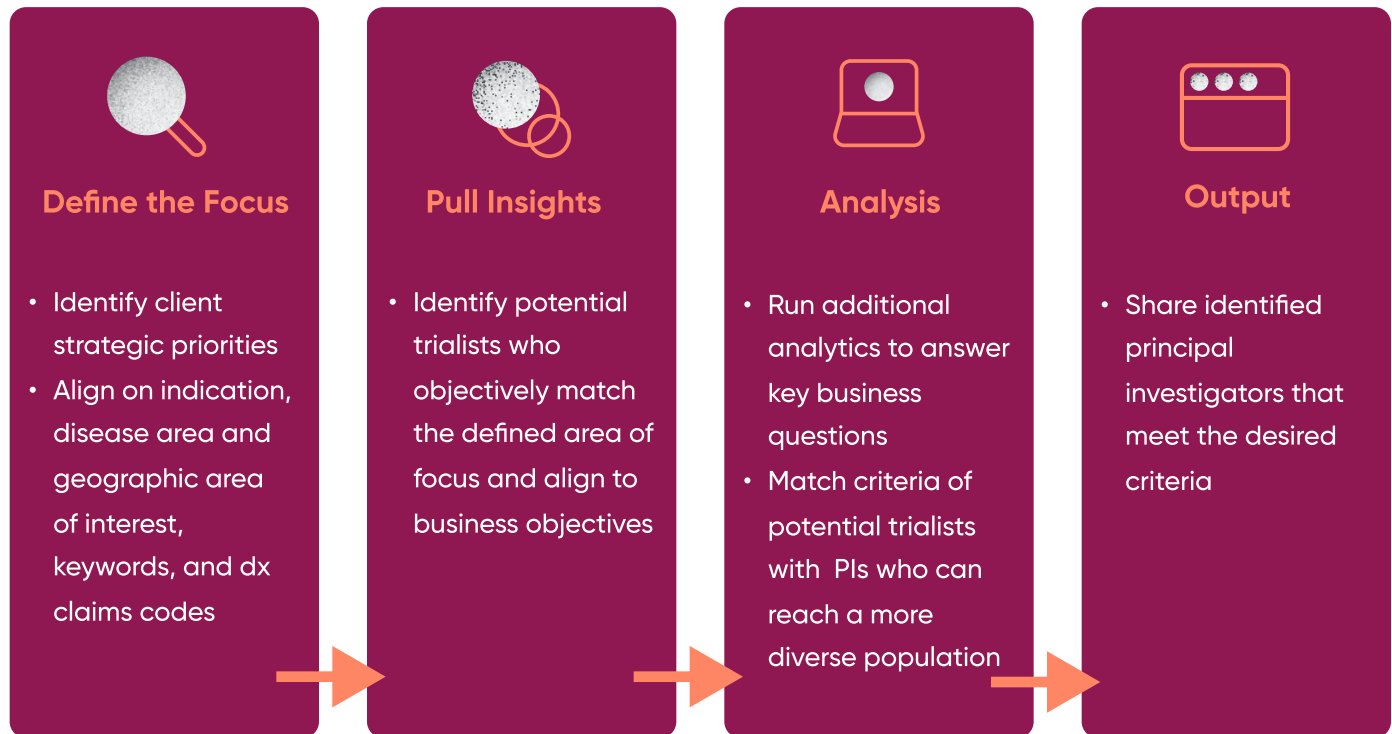 Define the Focus
• Identify client
strategic priorities
• Align on indication,
disease area and
geographic area
of interest,
keywords, and dx
claims codes
Pull Insights
• Identify potential
trialists who
objectively match
the defined area of
focus and align to
business objectives
Analysis
• Run additional
analytics to answer
key business
questions
• Match criteria of
potential trialists
with  PIs who can
reach a more
diverse population
Output
• Share identified
principal
investigators that
meet the desired
criteria